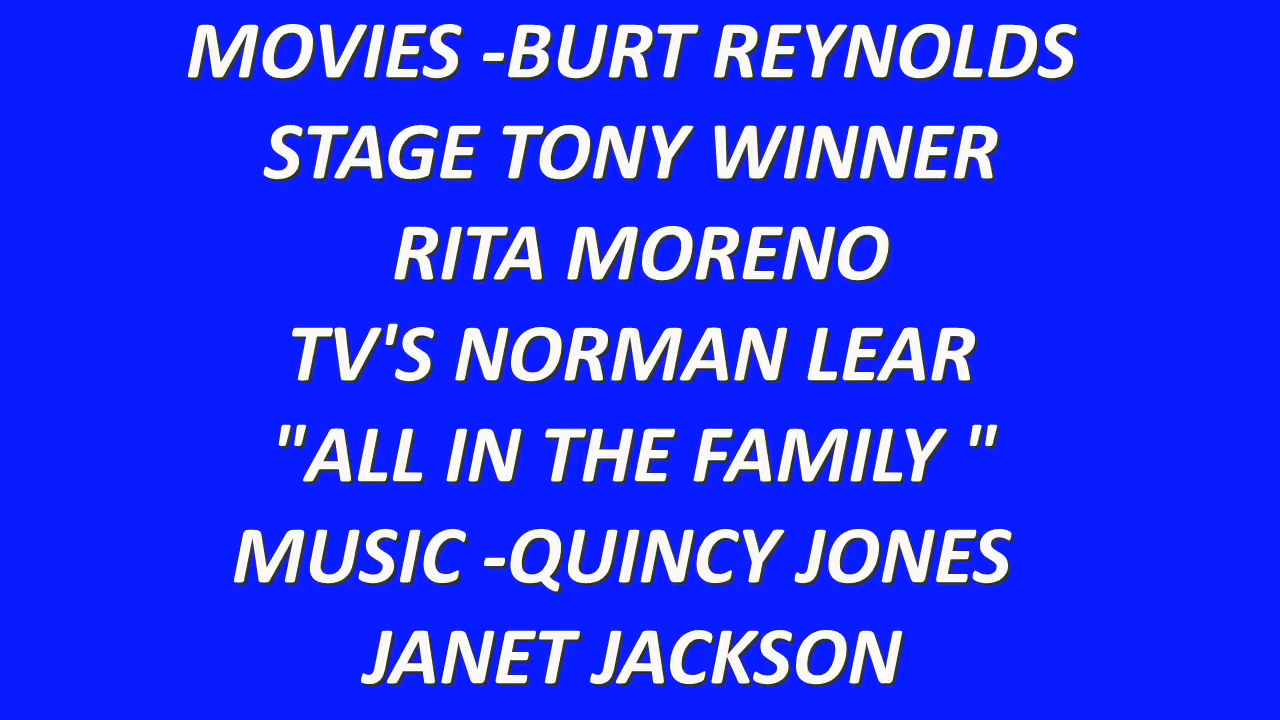 MOVIES -BURT REYNOLDS
STAGE TONY WINNER
RITA MORENO
TV'S NORMAN LEAR
"ALL IN THE FAMILY "
MUSIC -QUINCY JONES
JANET JACKSON